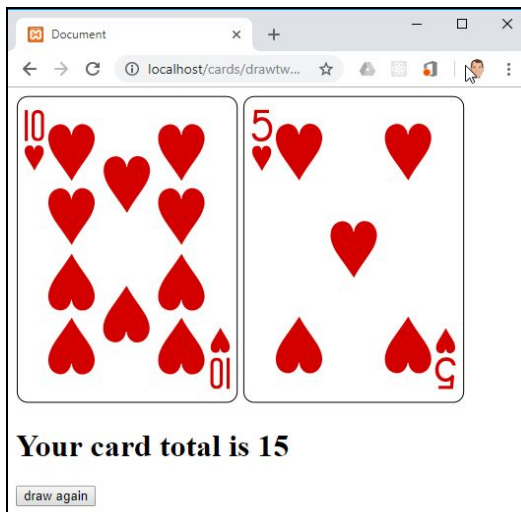 Document
localhost/cards/drawtw...
10 5
10 5
Your card total is 15
draw again